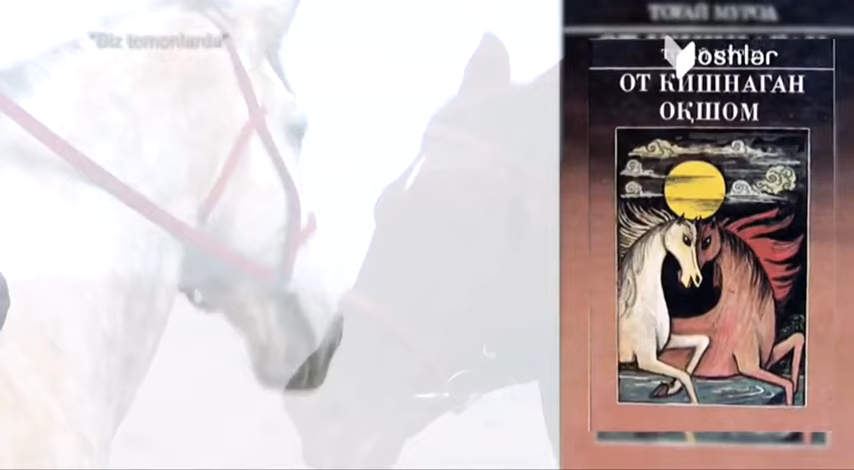 "Biz tomonlarda"
ТОҒАЙ МУРОД
Yoshlar
ОТ КИШНАГАН
ОҚШОМ